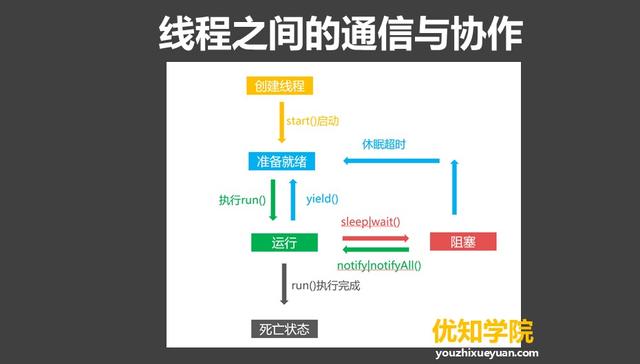 线程之间的通信与协作
创建线程
start()启动
休眠超时
准备就绪
执行run()
yield()
sleep|wait()
运行
阻塞
notify|notifyAll()
run()执行完成
死亡状态
优知学院
youzhixueyuan.com